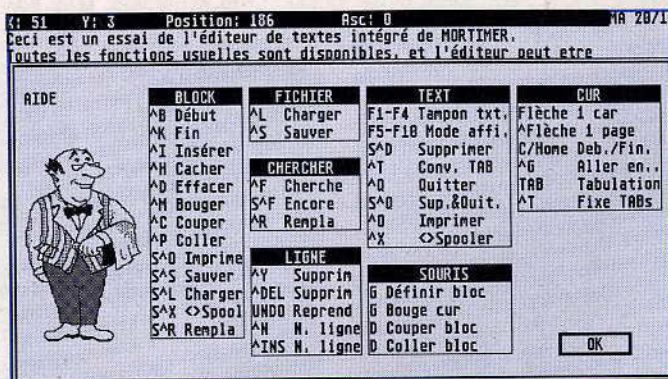 X: 51 Y: 3 Position: 186 Asc: 0 MA 20/1
Ceci est un essai de l'éditeur de textes intégré de MORTIMER.
Toutes les fonctions usuelles sont disponibles, et l'éditeur peut etre
AIDE
BLOCK
^B Début
^K Fin
^I Insérer
^H Cacher
^D Effacer
^M Bouger
^C Couper
^P Coller
S^O Imprime
S^S Sauver
S^L Charger
S^X <>Spool
S^R Rempla
FICHIER
^L Charger
^S Sauver
CHERCHER
^F Cherche
S^F Encore
^R Rempla
LIGNE
^Y Supprim
^DEL Supprim
UNDO Reprend
^N N. ligne
^INS N. ligne
TEXT
F1-F4 Tampon txt.
F5-F10 Mode affi.
S^D Supprimer
^T Conv. TAB
^Q Quitter
S^Q Sup.&Quit.
^O Imprimer
^X <>Spooler
SOURIS
G Définir bloc
G Bouge cur
D Couper bloc
D Coller bloc
CUR
Flèche 1 car
^Flèche 1 page
C/Home Deb./Fin.
^G Aller en..
TAB Tabulation
^T Fixe TABs
OK